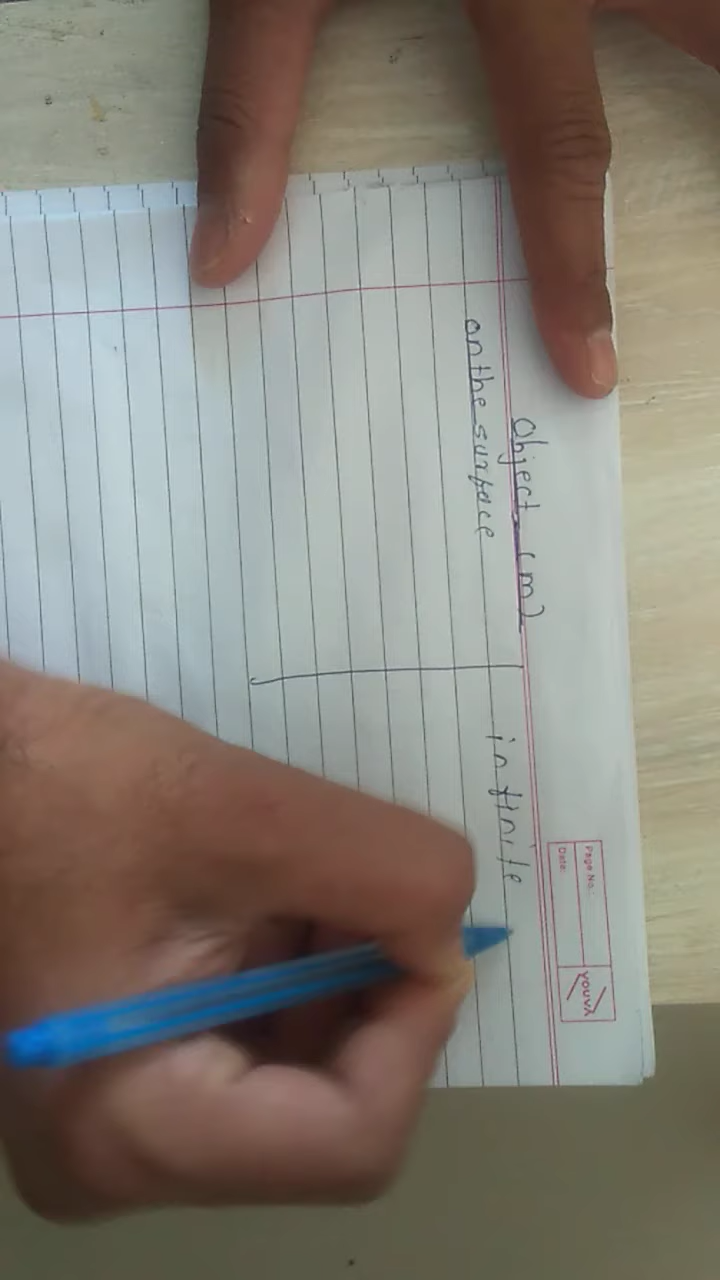 Page No.:
Date:
YOUVA
Object (m)
on the surface
infinite